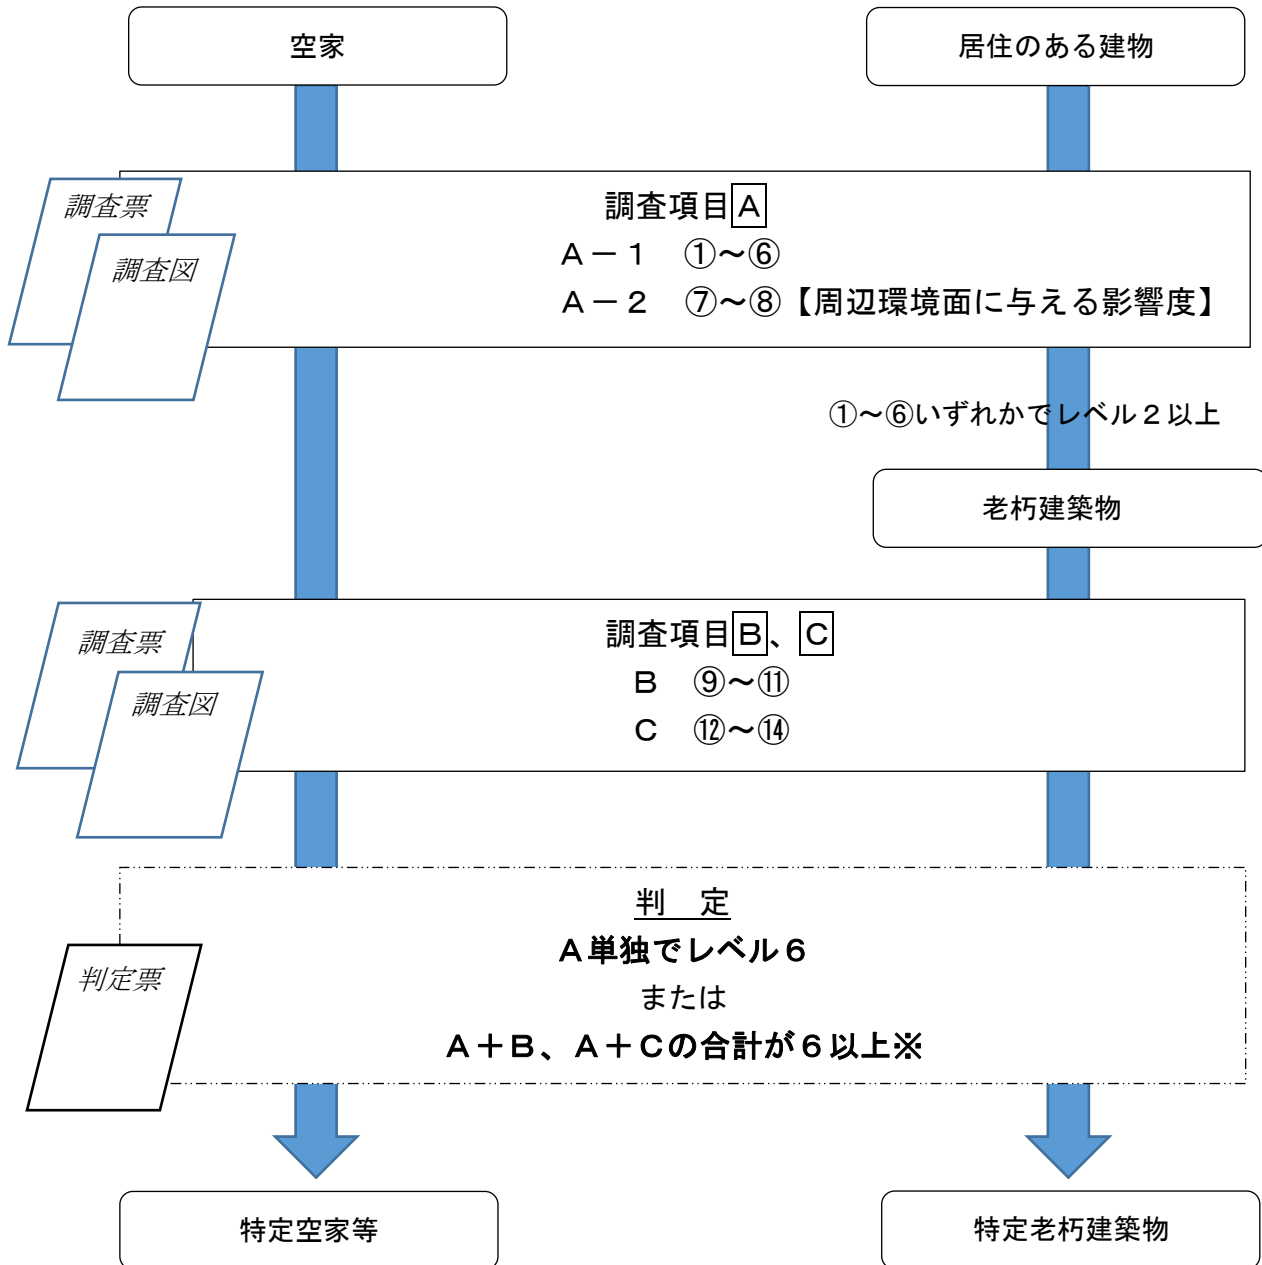 空家
居住のある建物
調査票
調査図
調査項目A
A－1　①～⑥
A－2　⑦～⑧【周辺環境面に与える影響度】
①～⑥いずれかでレベル２以上
老朽建築物
調査票
調査図
調査項目B、C
B　⑨～⑪
C　⑫～⑭
判　定
A単独でレベル６
または
A＋B、A＋Cの合計が６以上※
判定票
特定空家等
特定老朽建築物